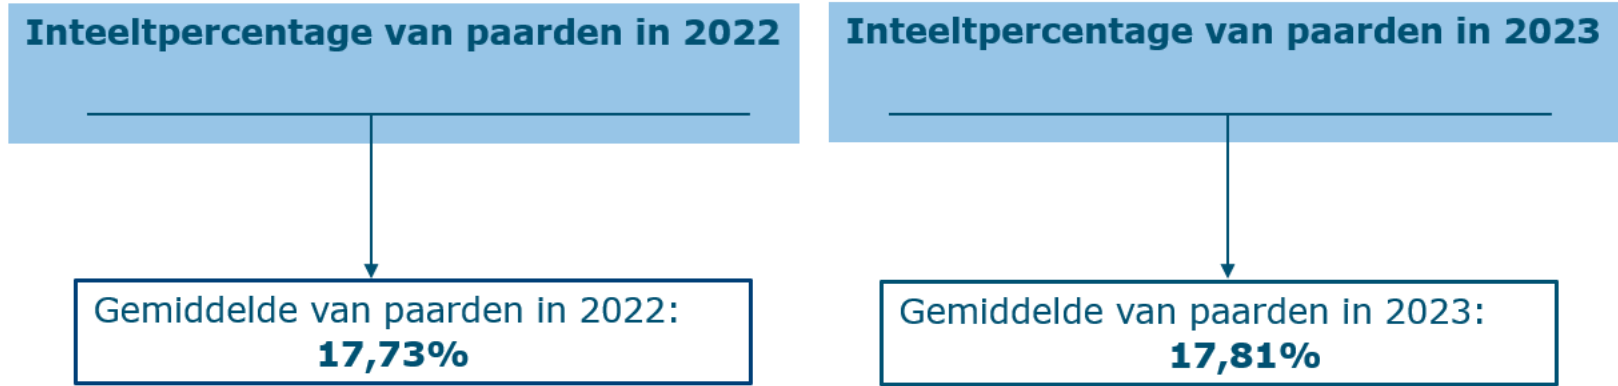 Inteeltpercentage van paarden in 2022
Gemiddelde van paarden in 2022:
17,73%
Inteeltpercentage van paarden in 2023
Gemiddelde van paarden in 2023:
17,81%